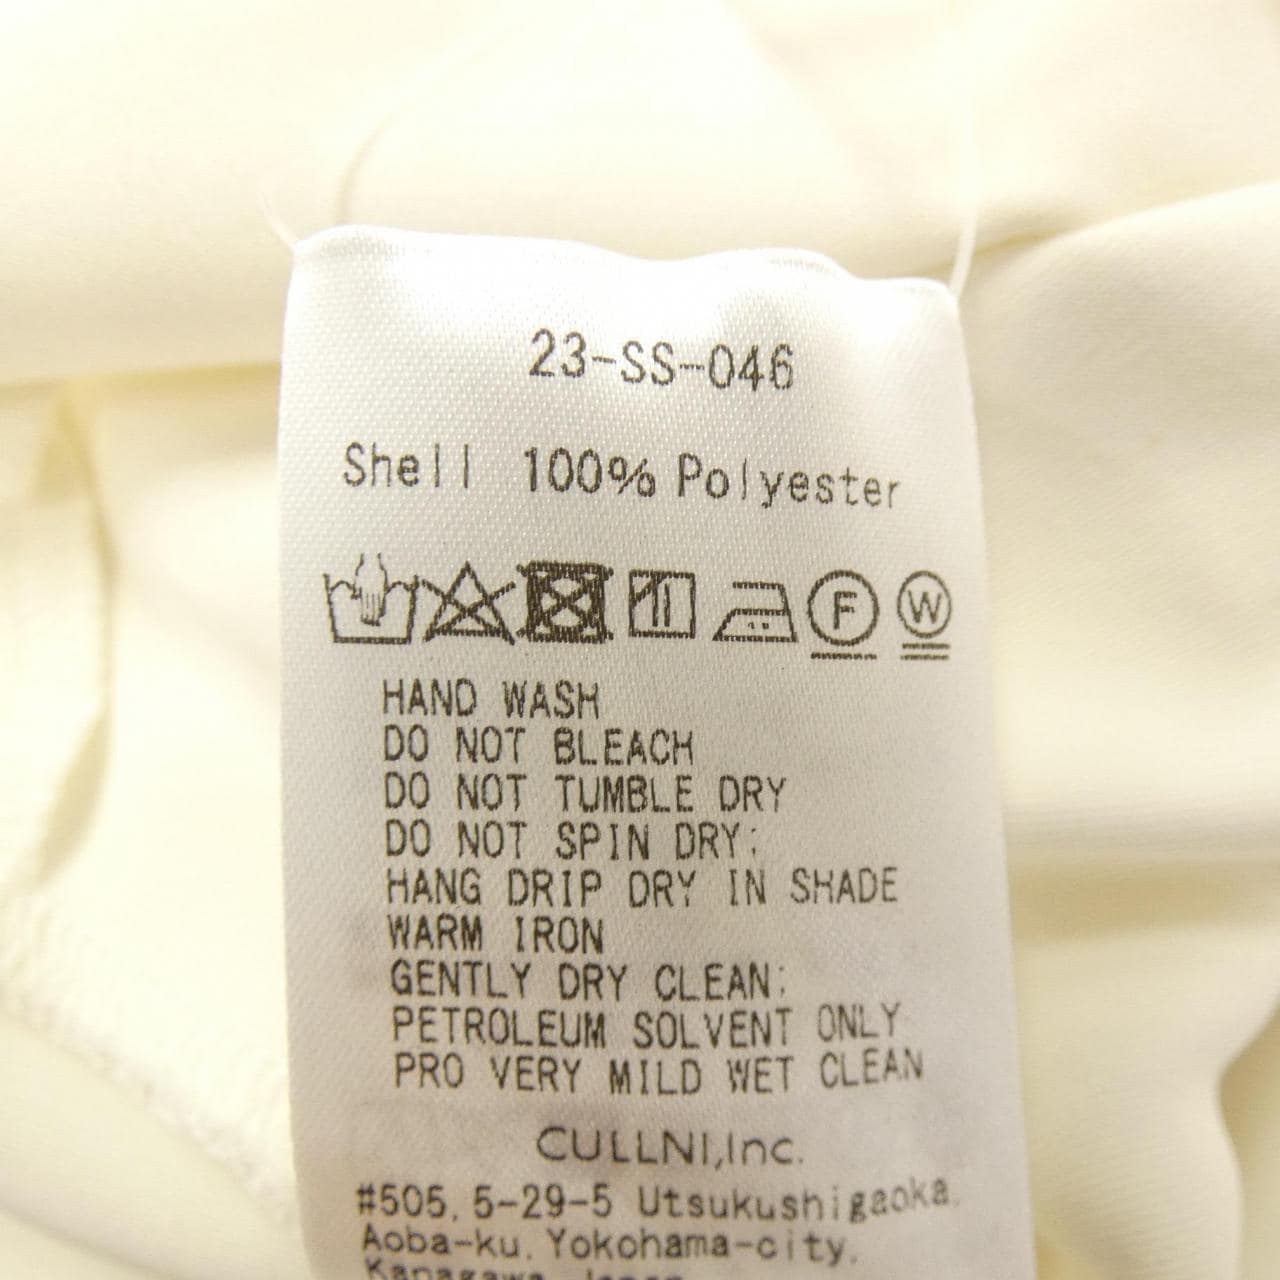 23-SS-046
Shell 100% Polyester
F W
HAND WASH
DO NOT BLEACH
DO NOT TUMBLE DRY
DO NOT SPIN DRY;
HANG DRIP DRY IN SHADE
WARM IRON
GENTLY DRY CLEAN;
PETROLEUM SOLVENT ONLY
PRO VERY MILD WET CLEAN
CULLNI,Inc.
#505, 5-29-5 Utsukushigaoka,
Aoba-ku, Yokohama-city,
Kanagawa, Japan